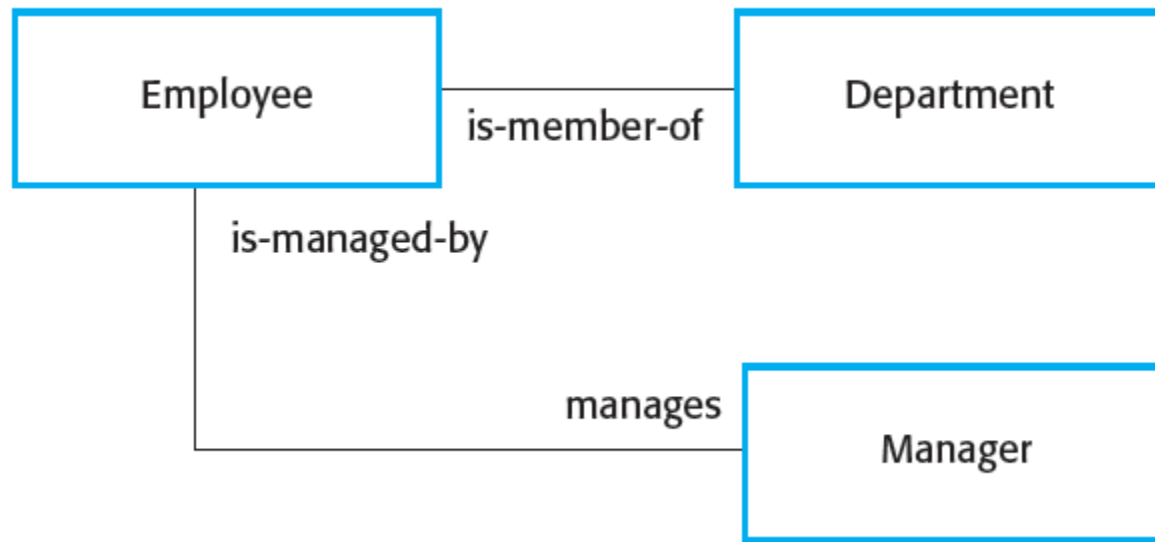 Employee
Department
is-member-of
is-managed-by
manages
Manager